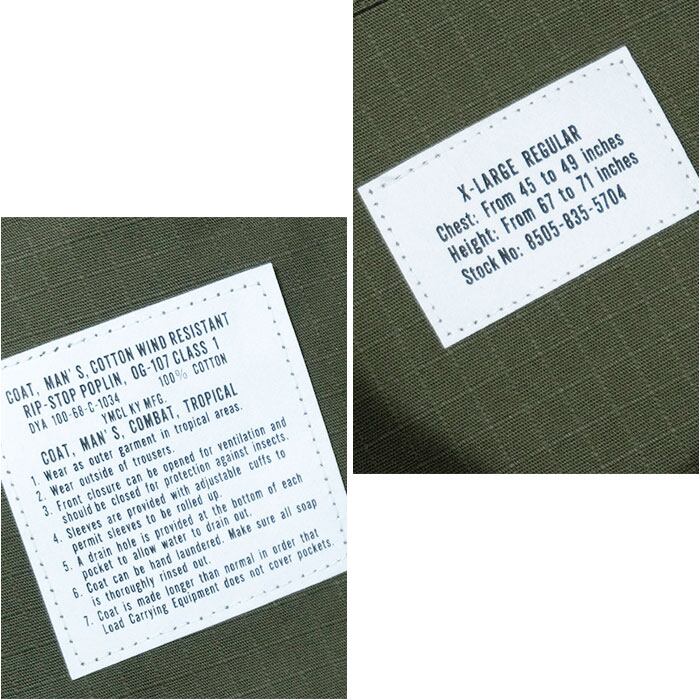 X-LARGE REGULAR
Chest: From 45 to 49 inches
Height: From 67 to 71 inches
Stock No: 8505-835-5704
COAT, MAN'S, COTTON WIND RESISTANT
RIP-STOP POPLIN, OG-107 CLASS 1
DYA 100-68-C-1034 100% COTTON
YMCL KY MFG.
COAT, MAN'S, COMBAT, TROPICAL
1. Wear as outer garment in tropical areas.
2. Wear outside of trousers.
3. Front closure can be opened for ventilation and
should be closed for protection against insects.
4. Sleeves are provided with adjustable cuffs to
permit sleeves to be rolled up.
5. A drain hole is provided at the bottom of each
pocket to allow water to drain out.
6. Coat can be hand laundered. Make sure all soap
is thoroughly rinsed out.
7. Coat is made longer than normal in order that
Load Carrying Equipment does not cover pockets.